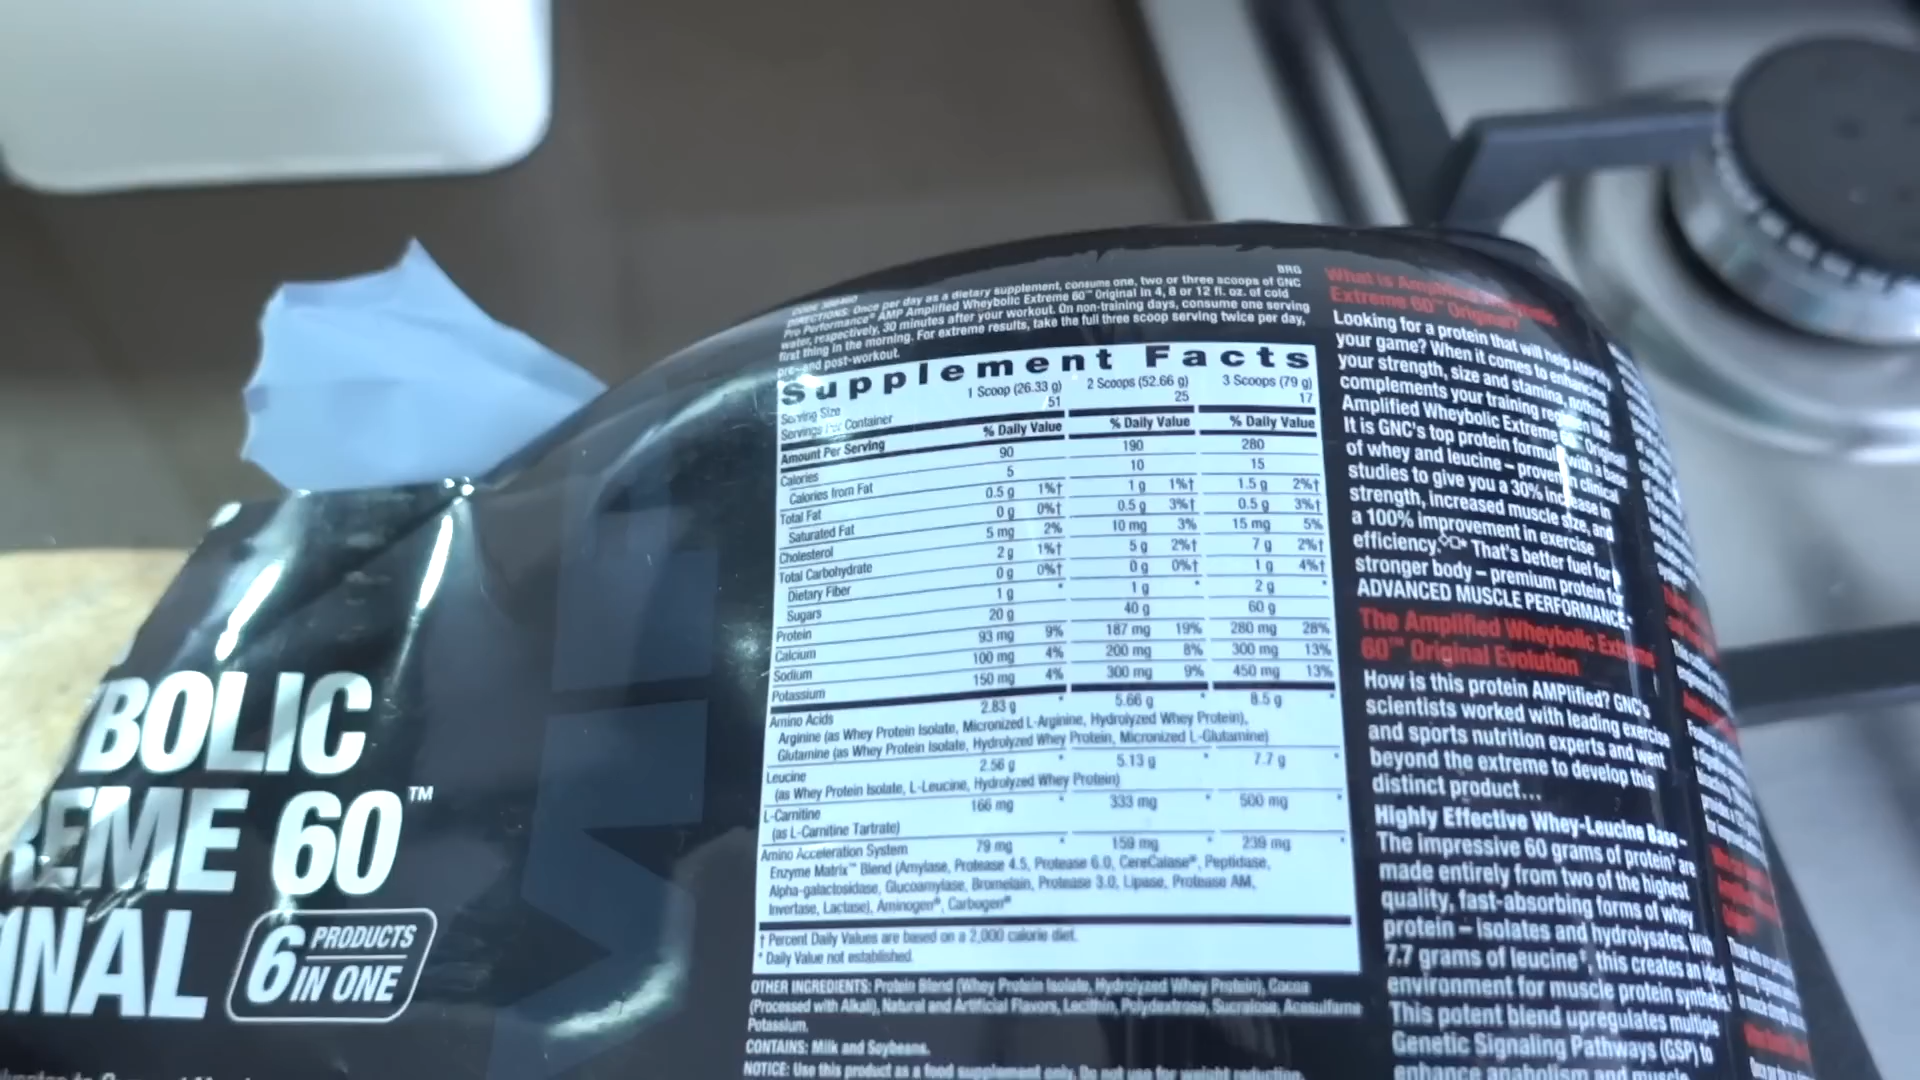 BOLIC
REME 60™
INAL
6 PRODUCTS
IN ONE
BRG
DIRECTIONS: Once per day as a dietary supplement, consume one, two or three scoops of GNC
Pro Performance® AMP Amplified Wheybolic Extreme 60™ Original in 4, 8 or 12 fl. oz. of cold
water, respectively, 30 minutes after your workout. On non-training days, consume one serving
first thing in the morning. For extreme results, take the full three scoop serving twice per day,
pre- and post-workout.
Supplement Facts
Serving Size 1 Scoop (26.33 g) 2 Scoops (52.66 g) 3 Scoops (79 g)
Servings Per Container 51 25 17
Amount Per Serving % Daily Value % Daily Value % Daily Value
Calories 90 190 280
Calories from Fat 5 10 15
Total Fat 0.5 g 1%† 1 g 1%† 1.5 g 2%†
Saturated Fat 0 g 0%† 0.5 g 3%† 0.5 g 3%†
Cholesterol 5 mg 2% 10 mg 3% 15 mg 5%
Total Carbohydrate 2 g 1%† 5 g 2%† 7 g 2%†
Dietary Fiber 0 g 0%† 0 g 0%† 1 g 4%†
Sugars 1 g * 1 g * 2 g *
Protein 20 g 40 g 60 g
Calcium 93 mg 9% 187 mg 19% 280 mg 28%
Sodium 100 mg 4% 200 mg 8% 300 mg 13%
Potassium 150 mg 4% 300 mg 9% 450 mg 13%
Amino Acids 2.83 g * 5.66 g * 8.5 g *
Arginine (as Whey Protein Isolate, Micronized L-Arginine, Hydrolyzed Whey Protein),
Glutamine (as Whey Protein Isolate, Hydrolyzed Whey Protein, Micronized L-Glutamine)
Leucine 2.56 g * 5.13 g * 7.7 g *
(as Whey Protein Isolate, L-Leucine, Hydrolyzed Whey Protein)
L-Carnitine 166 mg * 333 mg * 500 mg *
(as L-Carnitine Tartrate)
Amino Acceleration System 79 mg * 159 mg * 239 mg *
Enzyme Matrix™ Blend (Amylase, Protease 4.5, Protease 6.0, CereCalase®, Peptidase,
Alpha-galactosidase, Glucoamylase, Bromelain, Protease 3.0, Lipase, Protease AM,
Invertase, Lactase), Aminogen®, Carbogen®
† Percent Daily Values are based on a 2,000 calorie diet.
* Daily Value not established.
OTHER INGREDIENTS: Protein Blend (Whey Protein Isolate, Hydrolyzed Whey Protein), Cocoa
(Processed with Alkali), Natural and Artificial Flavors, Lecithin, Polydextrose, Sucralose, Acesulfame
Potassium.
CONTAINS: Milk and Soybeans.
NOTICE: Use this product as a food supplement only. Do not use for weight reduction.
What is Amplified Wheybolic
Extreme 60™ Original?
Looking for a protein that will help AMPlify
your game? When it comes to enhancing
your strength, size and stamina, nothing
complements your training regimen like
Amplified Wheybolic Extreme 60™ Original.
It is GNC's top protein formula with a base
of whey and leucine – proven in clinical
studies to give you a 30% increase in
strength, increased muscle size, and
a 100% improvement in exercise
efficiency.◊□* That's better fuel for a
stronger body – premium protein for
ADVANCED MUSCLE PERFORMANCE.
The Amplified Wheybolic Extreme
60™ Original Evolution
How is this protein AMPlified? GNC's
scientists worked with leading exercise
and sports nutrition experts and went
beyond the extreme to develop this
distinct product…
Highly Effective Whey-Leucine Base –
The impressive 60 grams of protein‡ are
made entirely from two of the highest
quality, fast-absorbing forms of whey
protein – isolates and hydrolysates. With
7.7 grams of leucine‡, this creates an ideal
environment for muscle protein synthesis.
This potent blend upregulates multiple
Genetic Signaling Pathways (GSP) to
enhance anabolism and muscle